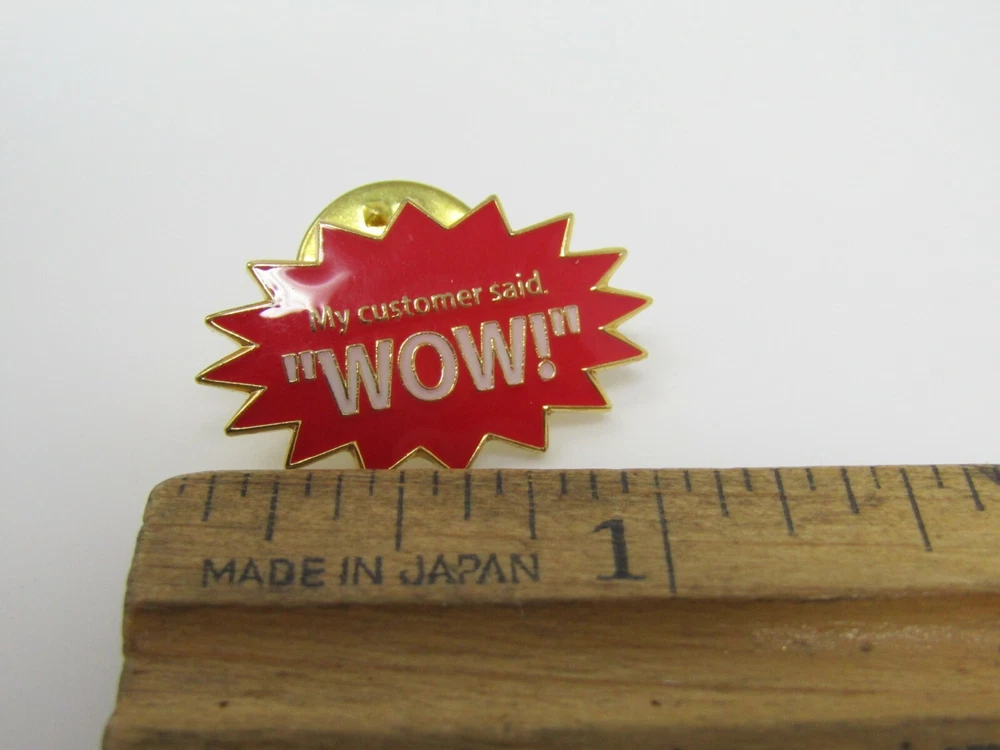 My customer said.
"WOW!"
1
MADE IN JAPAN